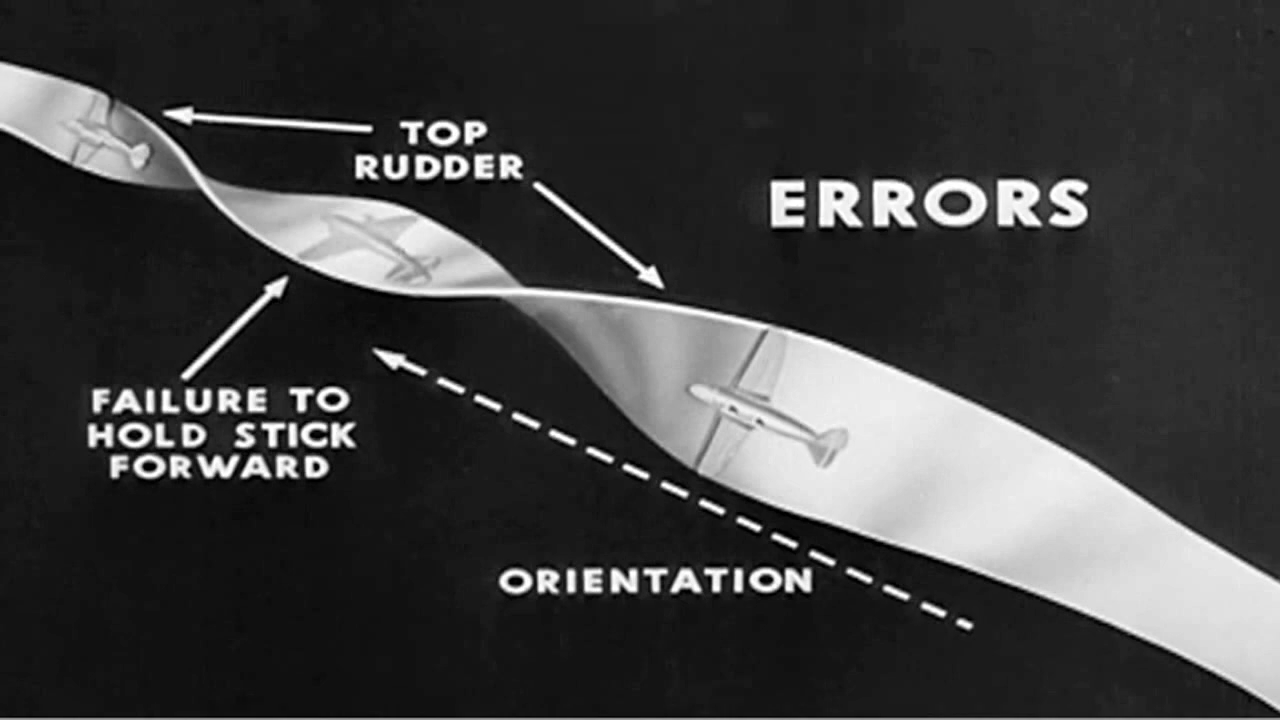 TOP
RUDDER
ERRORS
FAILURE TO
HOLD STICK
FORWARD
ORIENTATION